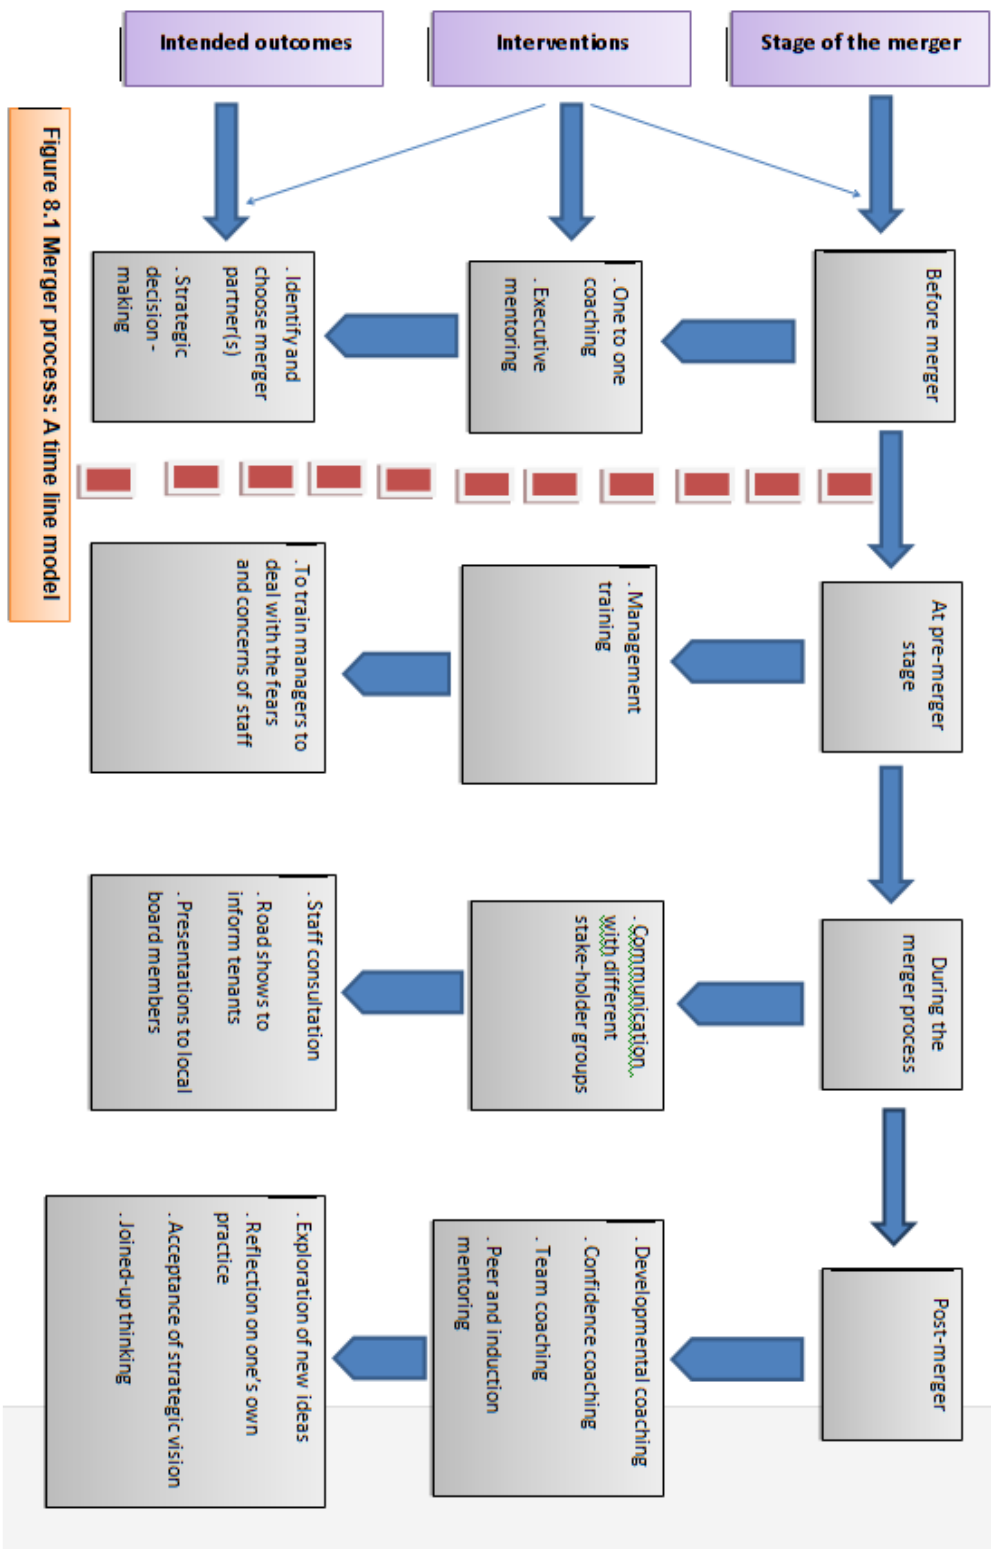 Stage of the merger
Before merger
At pre-merger
stage
During the
merger process
Post-merger
Interventions
. One to one
coaching
. Executive
mentoring
. Management
training
. Communication
with different
stake-holder groups
. Developmental coaching
. Confidence coaching
. Team coaching
. Peer and induction
mentoring
Intended outcomes
. Identify and
choose merger
partner(s)
. Strategic
decision -
making
. To train managers to
deal with the fears
and concerns of staff
. Staff consultation
. Road shows to
inform tenants
. Presentations to local
board members
. Exploration of new ideas
. Reflection on one's own
practice
. Acceptance of strategic vision
. Joined-up thinking
Figure 8.1 Merger process: A time line model